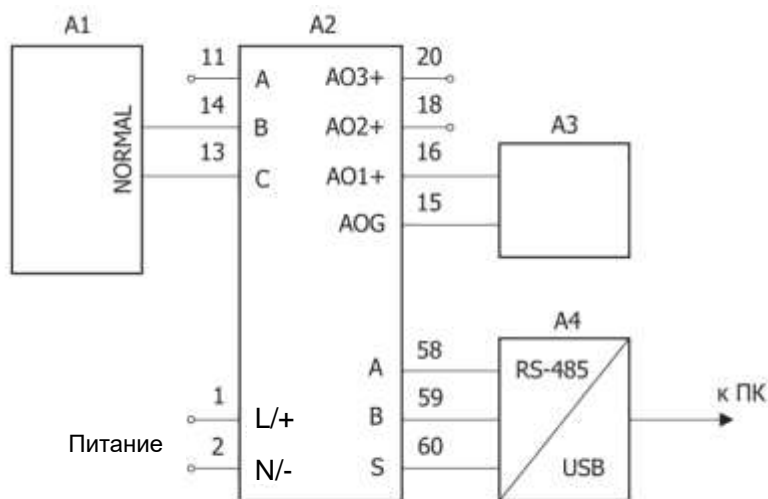 A1
A2
11
A
AO3+
20
14
B
AO2+
18
A3
NORMAL
13
C
AO1+
16
AOG
15
A4
A
58
RS-485
к ПК
1
L/+
B
59
Питание
2
N/-
S
60
USB